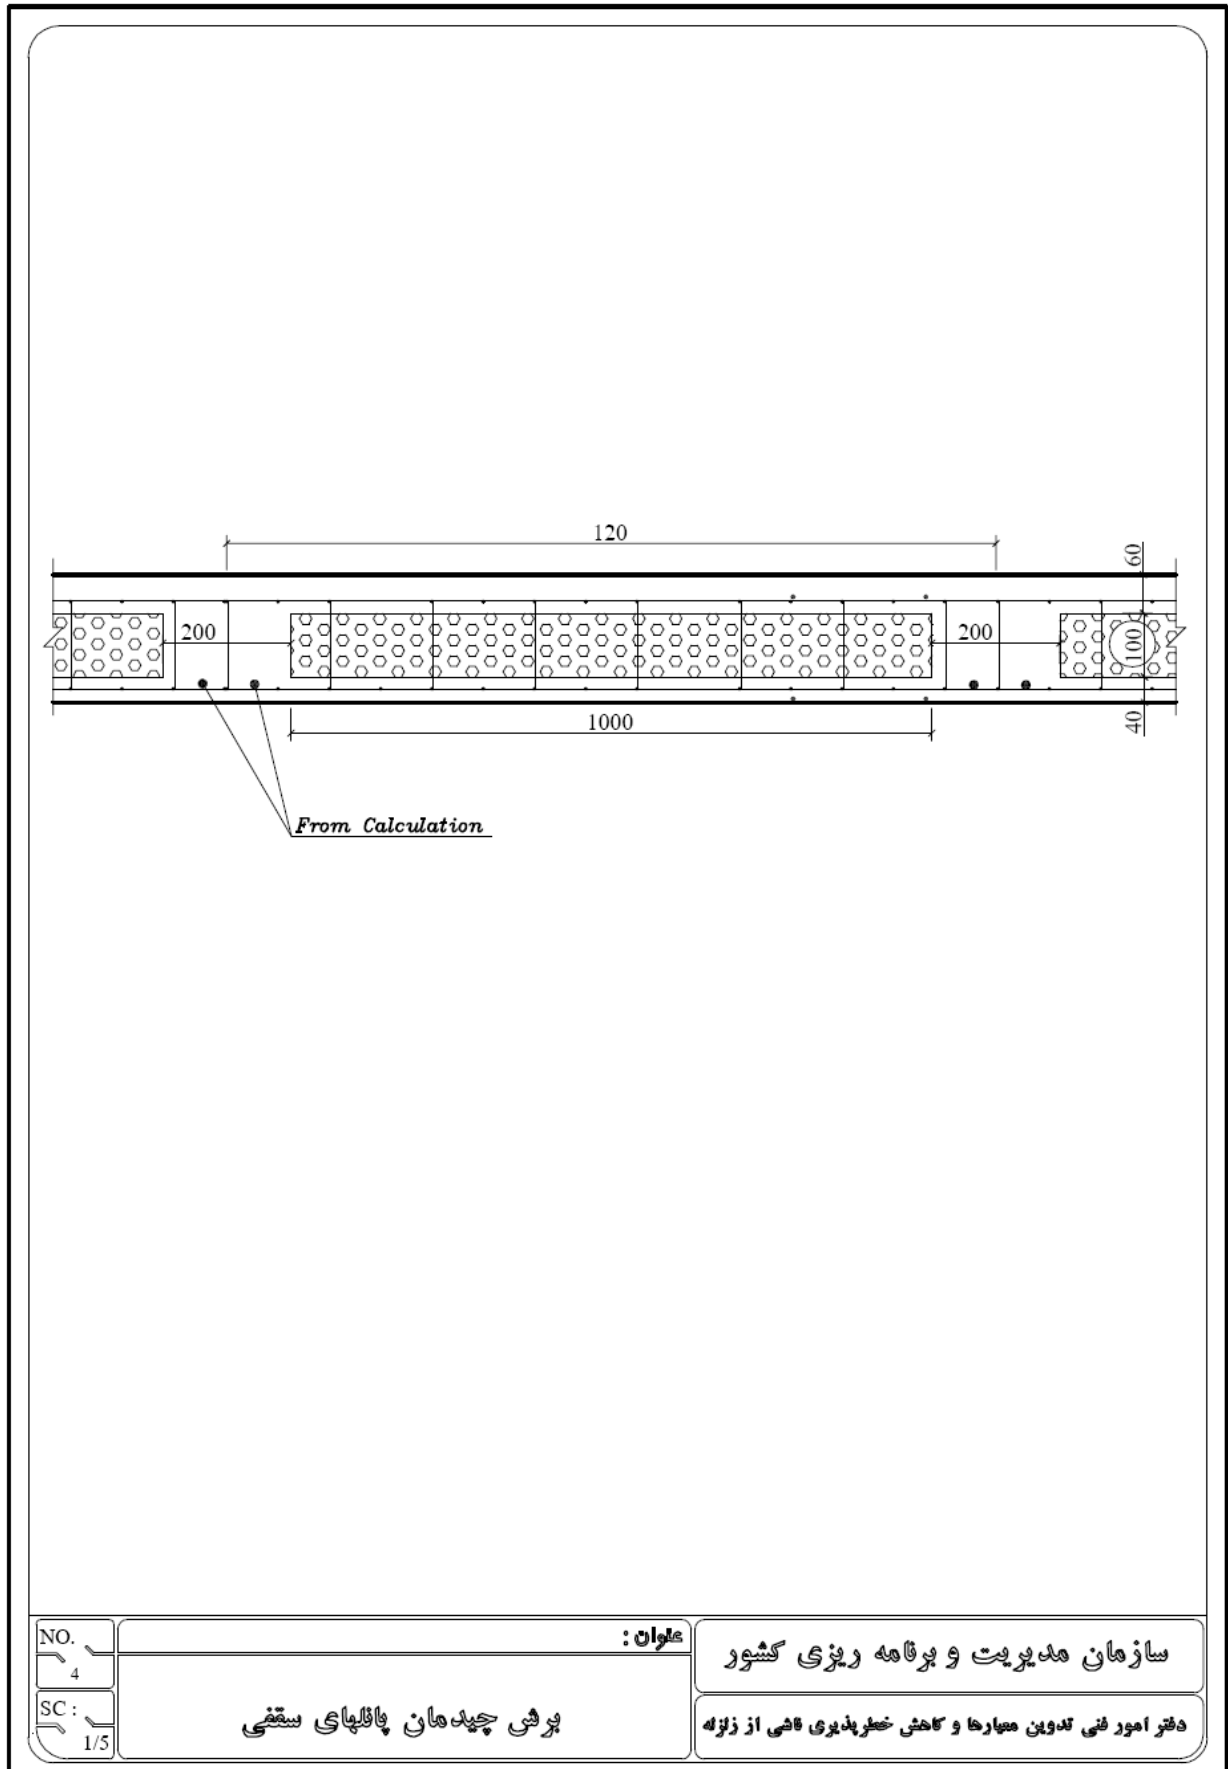 120
60
200
200
100
1000
40
From Calculation
سازمان مدیریت و برنامه ریزی کشور
دفتر امور فنی تدوین معیارها و کاهش خطرپذیری ناشی از زلزله
عنوان :
برش چیدمان پانلهای سقفی
NO.
4
SC :
1/5